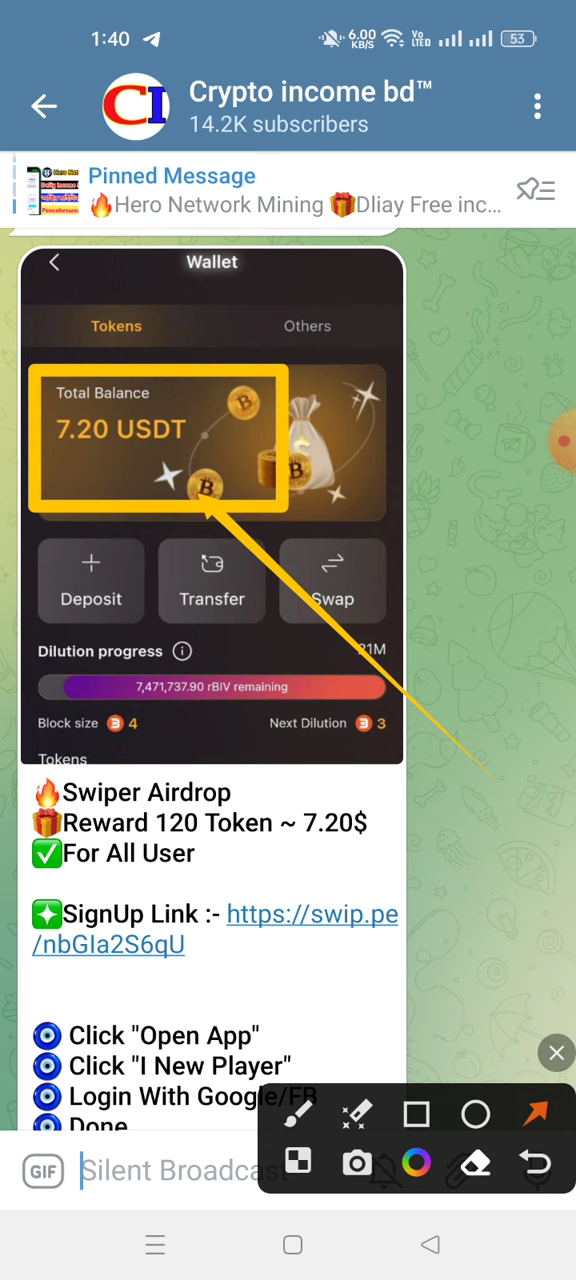 1:40
6.00
KB/S
Vo
LTED
53
CI
Crypto income bd™
14.2K subscribers
Pinned Message
🔥Hero Network Mining 🎁Dliay Free inc...
Wallet
Tokens
Others
Total Balance
7.20 USDT
Deposit
Transfer
Swap
Dilution progress
21M
7,471,737.90 rBIV remaining
Block size 4
Next Dilution 3
Tokens
🔥Swiper Airdrop
🎁Reward 120 Token ~ 7.20$
✅For All User
SignUp Link :- https://swip.pe
/nbGIa2S6qU
🧿 Click "Open App"
🧿 Click "I New Player"
🧿 Login With Google/FB
🧿 Done
GIF
Silent Broadcast